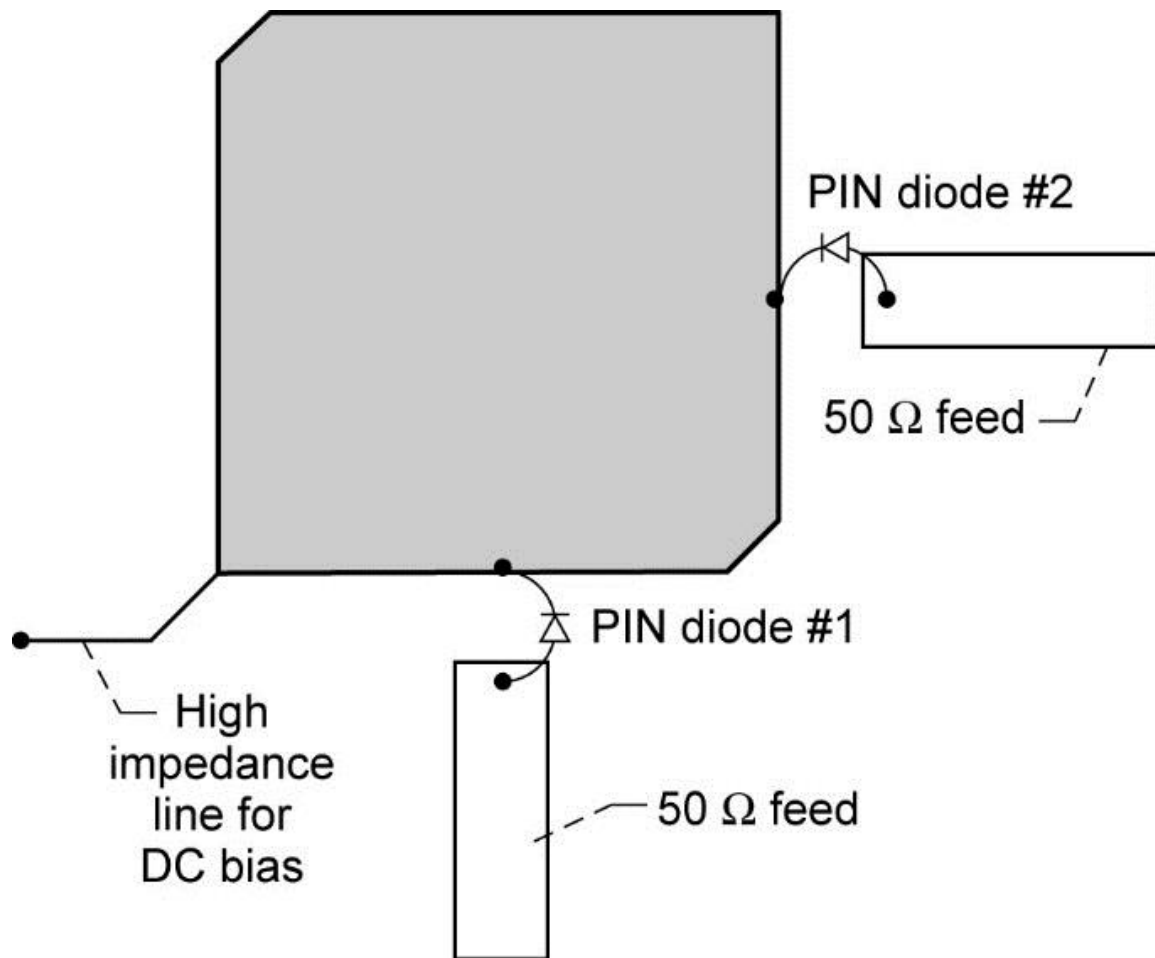 PIN diode #2
50 Ω feed
PIN diode #1
High
impedance
line for
DC bias
50 Ω feed